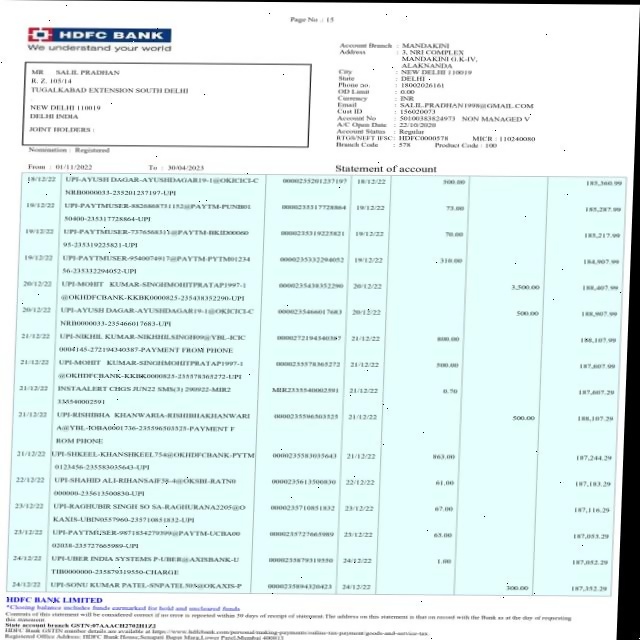 Page No .: 15
HDFC BANK
We understand your world
MR SALIL PRADHAN
R. Z. 105/14
TUGALKABAD EXTENSION SOUTH DELHI
NEW DELHI 110019
DELHI INDIA
JOINT HOLDERS :
Nomination : Registered
Account Branch : MANDAKINI
Address : 3, NRI COMPLEX
MANDAKINI G.K-IV,
ALAKNANDA
City : NEW DELHI 110019
State : DELHI
Phone no. : 18002026161
OD Limit : 0.00
Currency : INR
Email : SALIL.PRADHAN1998@GMAIL.COM
Cust ID : 156020073
Account No : 50100383824973 NON MANAGED V
A/C Open Date : 22/10/2020
Account Status : Regular
RTGS/NEFT IFSC: HDFC0000578 MICR : 110240080
Branch Code : 578 Product Code : 100
From : 01/11/2022 To : 30/04/2023 Statement of account
18/12/22 UPI-AYUSH DAGAR-AYUSHDAGAR19-1@OKICICI-C 0000235201237197 18/12/22 500.00 185,360.99
NRB0000033-235201237197-UPI
19/12/22 UPI-PAYTMUSER-8826868731152@PAYTM-PUNB01 0000235317728864 19/12/22 73.00 185,287.99
50400-235317728864-UPI
19/12/22 UPI-PAYTMUSER-7376568311@PAYTM-BKID00060 0000235319225821 19/12/22 70.00 185,217.99
95-235319225821-UPI
19/12/22 UPI-PAYTMUSER-9540074917@PAYTM-PYTM01234 0000235332294052 19/12/22 310.00 184,907.99
56-235332294052-UPI
20/12/22 UPI-MOHIT KUMAR-SINGHMOHITPRATAP1997-1 0000235438352290 20/12/22 3,500.00 188,407.99
@OKHDFCBANK-KKBK0000825-235438352290-UPI
20/12/22 UPI-AYUSH DAGAR-AYUSHDAGAR19-1@OKICICI-C 0000235466017683 20/12/22 500.00 188,907.99
NRB0000033-235466017683-UPI
21/12/22 UPI-NIKHIL KUMAR-NIKHHILSINGH09@YBL-ICIC 0000272194340387 21/12/22 800.00 188,107.99
0004145-272194340387-PAYMENT FROM PHONE
21/12/22 UPI-MOHIT KUMAR-SINGHMOHITPRATAP1997-1 0000235578365272 21/12/22 500.00 187,607.99
@OKHDFCBANK-KKBK0000825-235578365272-UPI
21/12/22 INSTAALERT CHGS JUN22 SMS(3) 290922-MIR2 MIR2335540002591 21/12/22 0.70 187,607.29
335540002591
21/12/22 UPI-RISHIBHA KHANWARIA-RISHIBHAKHANWARI 0000235596503525 21/12/22 500.00 188,107.29
A@YBL-IOBA0001736-235596503525-PAYMENT F
ROM PHONE
21/12/22 UPI-SHKEEL-KHANSHKEEL754@OKHDFCBANK-PYTM 0000235583035643 21/12/22 863.00 187,244.29
0123456-235583035643-UPI
22/12/22 UPI-SHAHID ALI-RIHANSAIF38-4@OKSBI-RATN0 0000235613500830 22/12/22 61.00 187,183.29
000000-235613500830-UPI
23/12/22 UPI-RAGHUBIR SINGH SO SA-RAGHURANA2205@O 0000235710851832 23/12/22 67.00 187,116.29
KAXIS-UBIN0557960-235710851832-UPI
23/12/22 UPI-PAYTMUSER-9871834279399@PAYTM-UCBA00 0000235727665989 23/12/22 63.00 187,053.29
02038-235727665989-UPI
24/12/22 UPI-UBER INDIA SYSTEMS P-UBER@AXISBANK-U 0000235879319550 24/12/22 1.00 187,052.29
TIB0000000-235879319550-CHARGE
24/12/22 UPI-SONU KUMAR PATEL-SNPATEL50S@OKAXIS-P 0000235894320423 24/12/22 300.00 187,352.29
HDFC BANK LIMITED
*Closing balance includes funds earmarked for hold and uncleared funds
Contents of this statement will be considered correct if no error is reported within 30 days of receipt of statement.The address on this statement is that on record with the Bank as at the day of requesting
this statement.
State account branch GSTN:07AAACH2702H1Z2
HDFC Bank GSTIN number details are available at https://www.hdfcbank.com/personal/making-payments/online-tax-payment/goods-and-service-tax.
Registered Office Address: HDFC Bank House,Senapati Bapat Marg,Lower Parel,Mumbai 400013